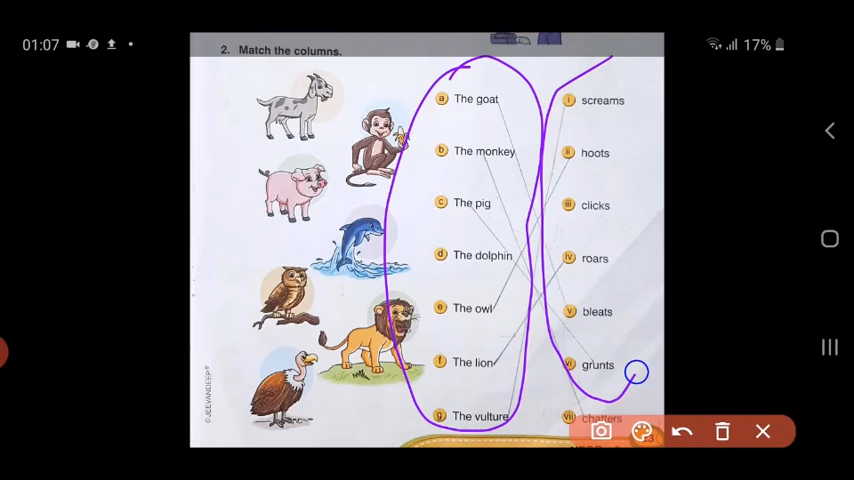 01:07
17%
2. Match the columns.
a The goat
i screams
b The monkey
ii hoots
c The pig
iii clicks
d The dolphin
iv roars
e The owl
v bleats
f The lion
vi grunts
g The vulture
vii chatters
©JEEVANDEEP